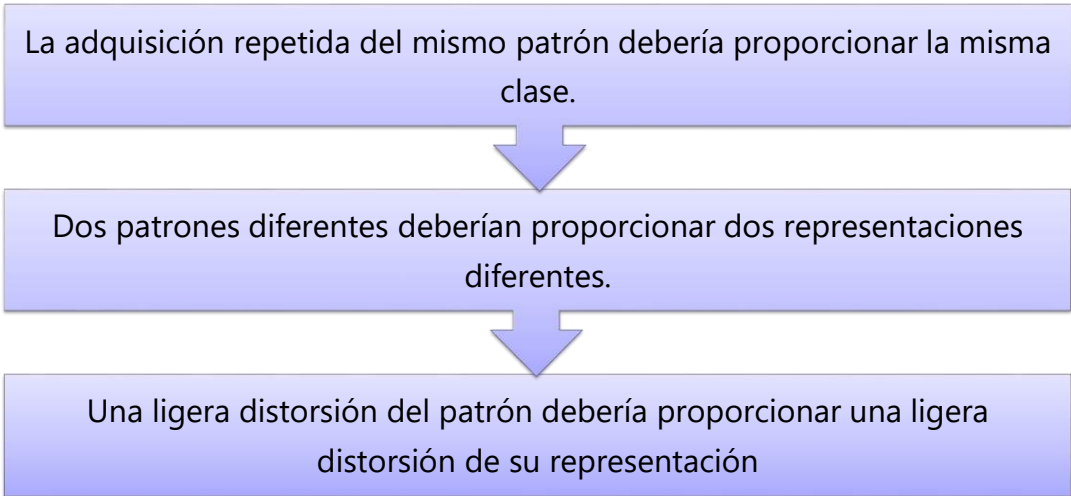 La adquisición repetida del mismo patrón debería proporcionar la misma
clase.
Dos patrones diferentes deberían proporcionar dos representaciones
diferentes.
Una ligera distorsión del patrón debería proporcionar una ligera
distorsión de su representación